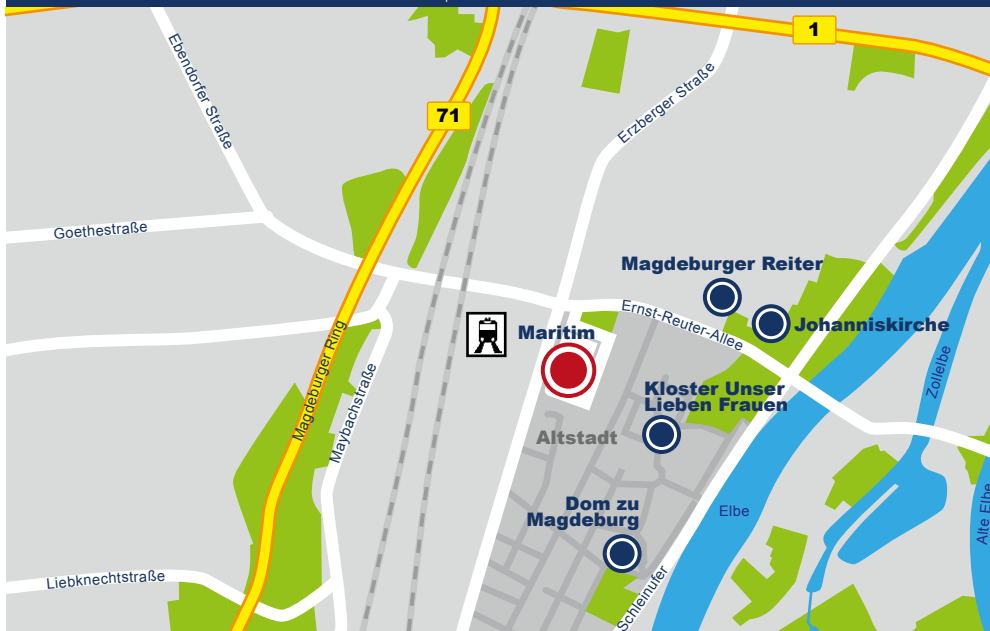 1
Ebendorfer Straße
71
Erzberger Straße
Goethestraße
Magdeburger Reiter
Ernst-Reuter-Allee
Johanniskirche
Maritim
Zollelbe
Magdeburger Ring
Maybachstraße
Kloster Unser
Lieben Frauen
Altstadt
Dom zu
Magdeburg
Elbe
Alte Elbe
Liebknechtstraße
Schleinufer